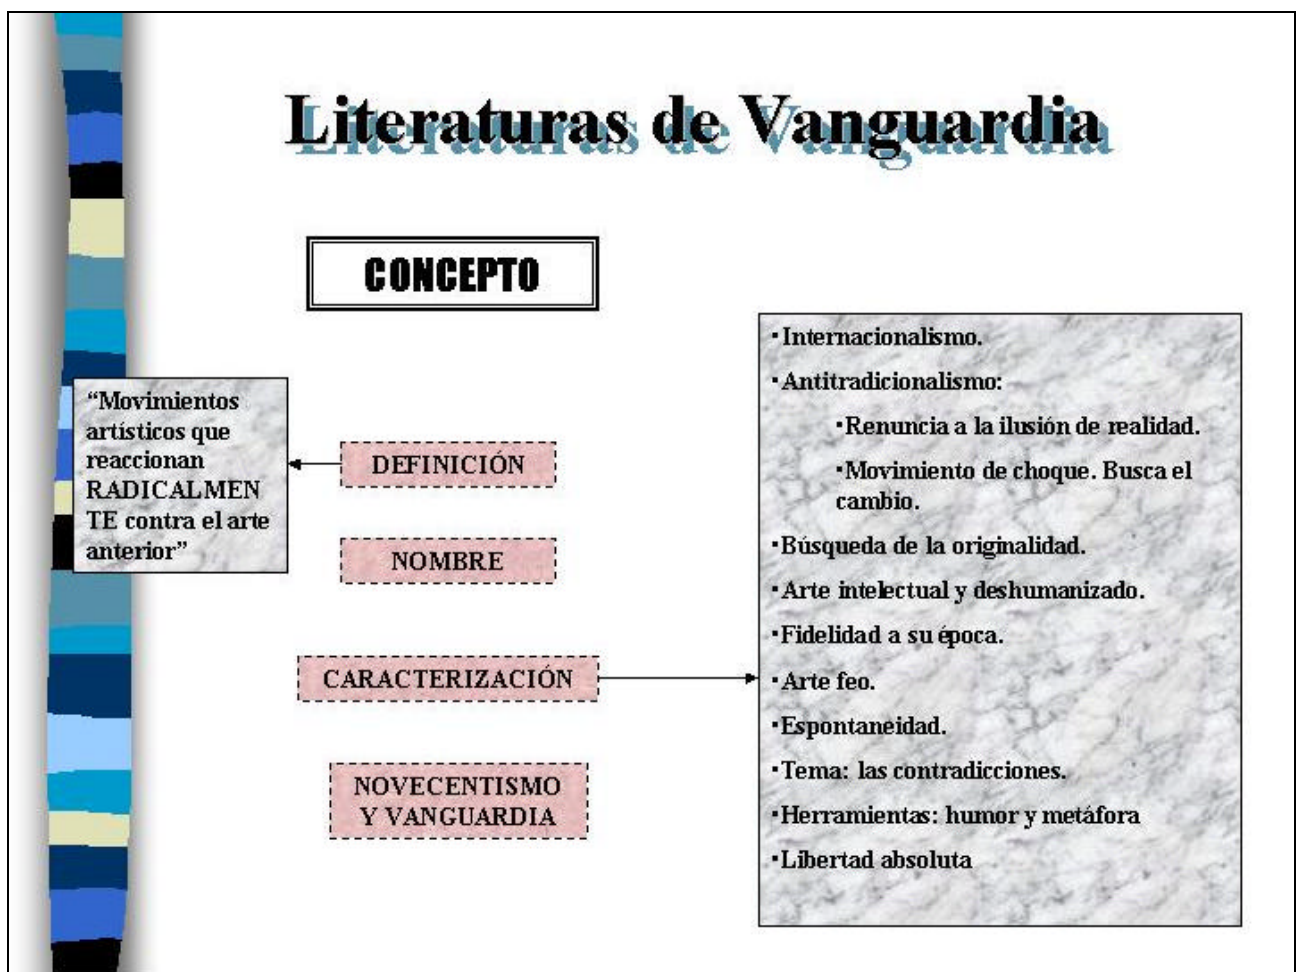 Literaturas de Vanguardia
CONCEPTO
“Movimientos
artísticos que
reaccionan
RADICALMEN
TE contra el arte
anterior”
DEFINICIÓN
NOMBRE
CARACTERIZACIÓN
NOVECENTISMO
Y VANGUARDIA
•Internacionalismo.
•Antitradicionalismo:
•Renuncia a la ilusión de realidad.
•Movimiento de choque. Busca el
cambio.
•Búsqueda de la originalidad.
•Arte intelectual y deshumanizado.
•Fidelidad a su época.
•Arte feo.
•Espontaneidad.
•Tema: las contradicciones.
•Herramientas: humor y metáfora
•Libertad absoluta